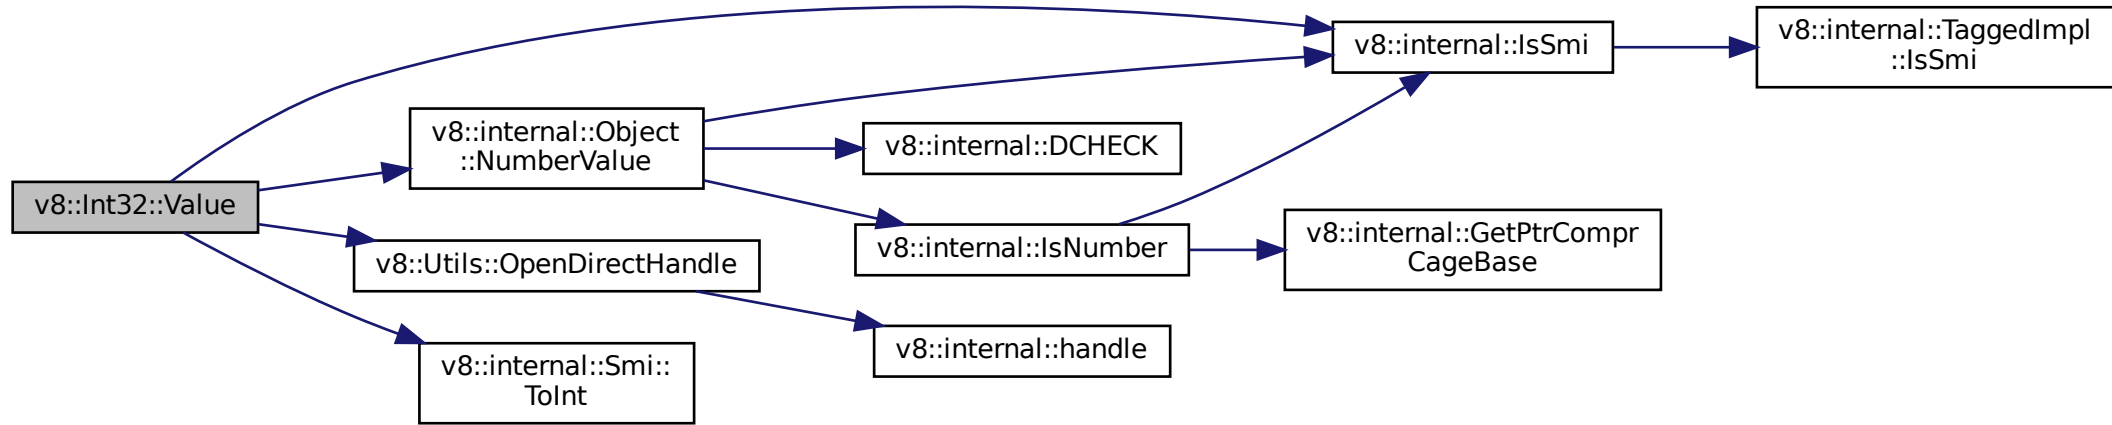 v8::Int32::Value
v8::internal::Object
::NumberValue
v8::Utils::OpenDirectHandle
v8::internal::Smi::
ToInt
v8::internal::DCHECK
v8::internal::IsNumber
v8::internal::handle
v8::internal::IsSmi
v8::internal::GetPtrCompr
CageBase
v8::internal::TaggedImpl
::IsSmi